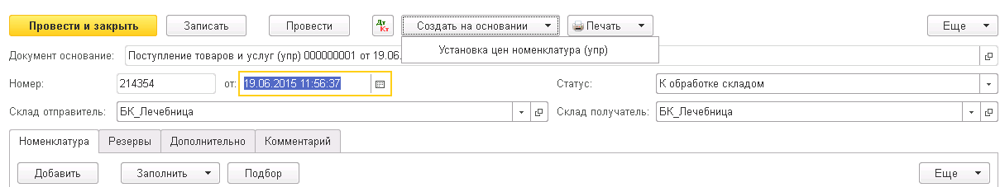 Провести и закрыть Записать Провести Дт Кт Создать на основании Печать Еще
Установка цен номенклатура (упр)
Документ основание: Поступление товаров и услуг (упр) 000000001 от 19.06.
Номер: 214354 от: 19.06.2015 11:56:37 Статус: К обработке складом
Склад отправитель: БК_Лечебница Склад получатель: БК_Лечебница
Номенклатура Резервы Дополнительно Комментарий
Добавить Заполнить Подбор Еще